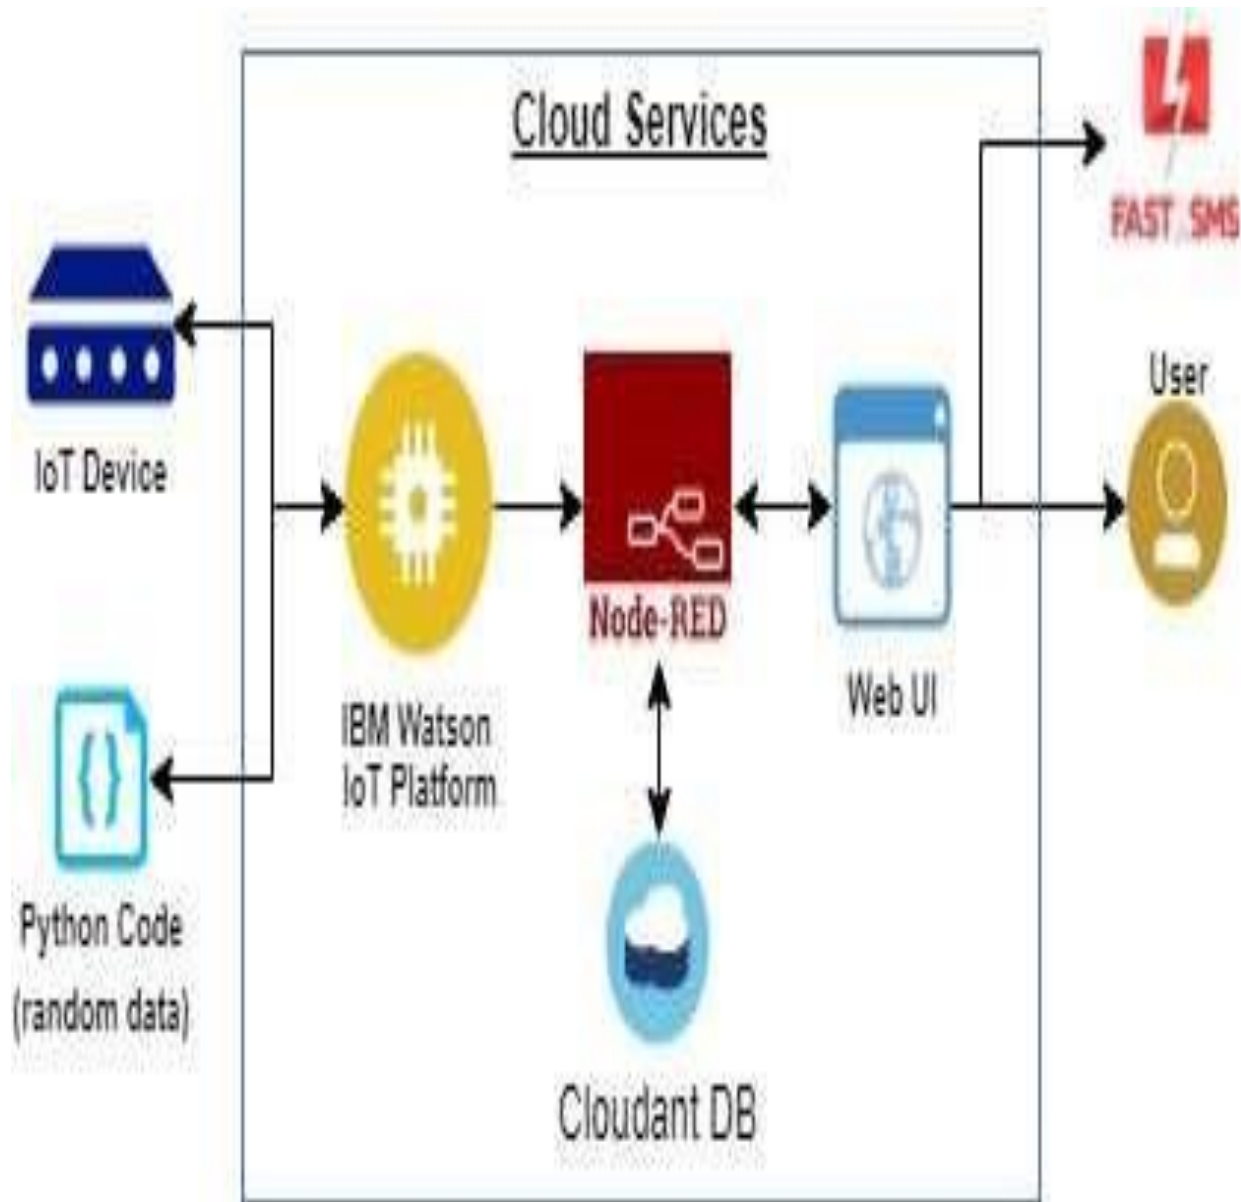 Cloud Services
FAST SMS
User
IoT Device
Node-RED
Web UI
IBM Watson
IoT Platform
Python Code
(random data)
Cloudant DB